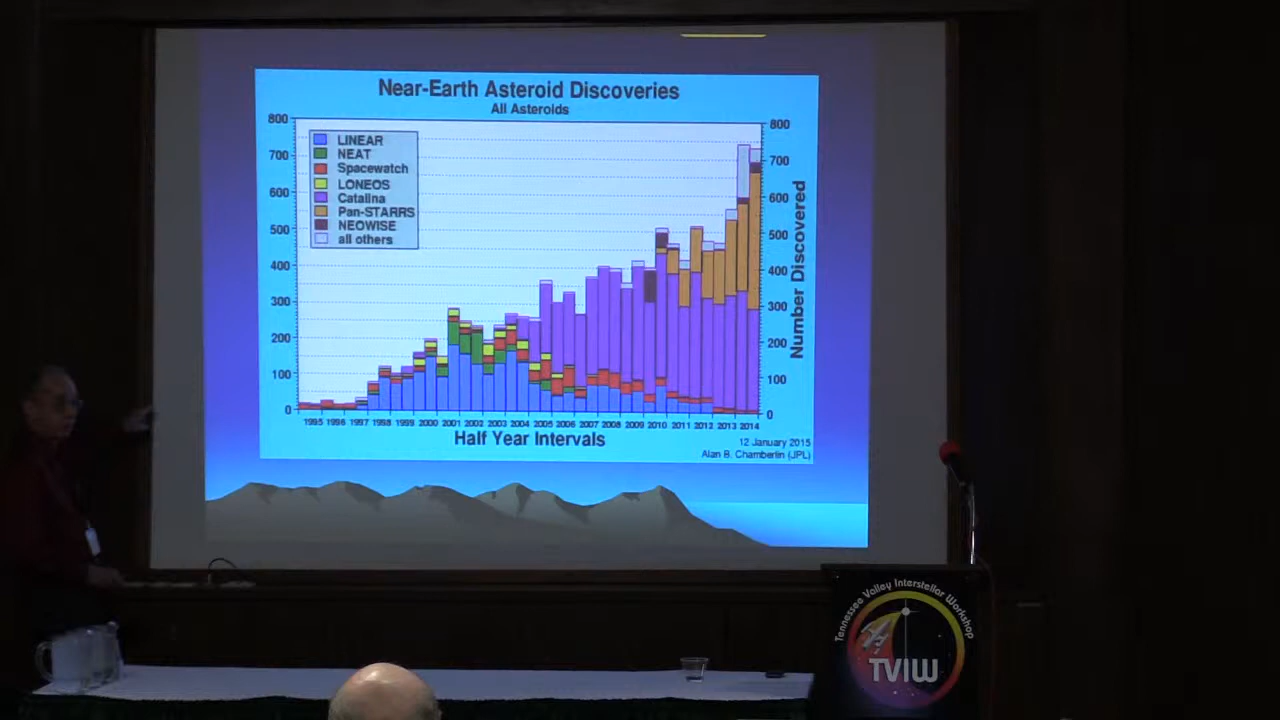 Near-Earth Asteroid Discoveries
All Asteroids
800
700
600
500
400
300
200
100
0
LINEAR
NEAT
Spacewatch
LONEOS
Catalina
Pan-STARRS
NEOWISE
all others
800
700
600
500
400
300
200
100
0
Number Discovered
1995 1996 1997 1998 1999 2000 2001 2002 2003 2004 2005 2006 2007 2008 2009 2010 2011 2012 2013 2014
Half Year Intervals
12 January 2015
Alan B. Chamberlin (JPL)
Tennessee Valley Interstellar Workshop
TVIW